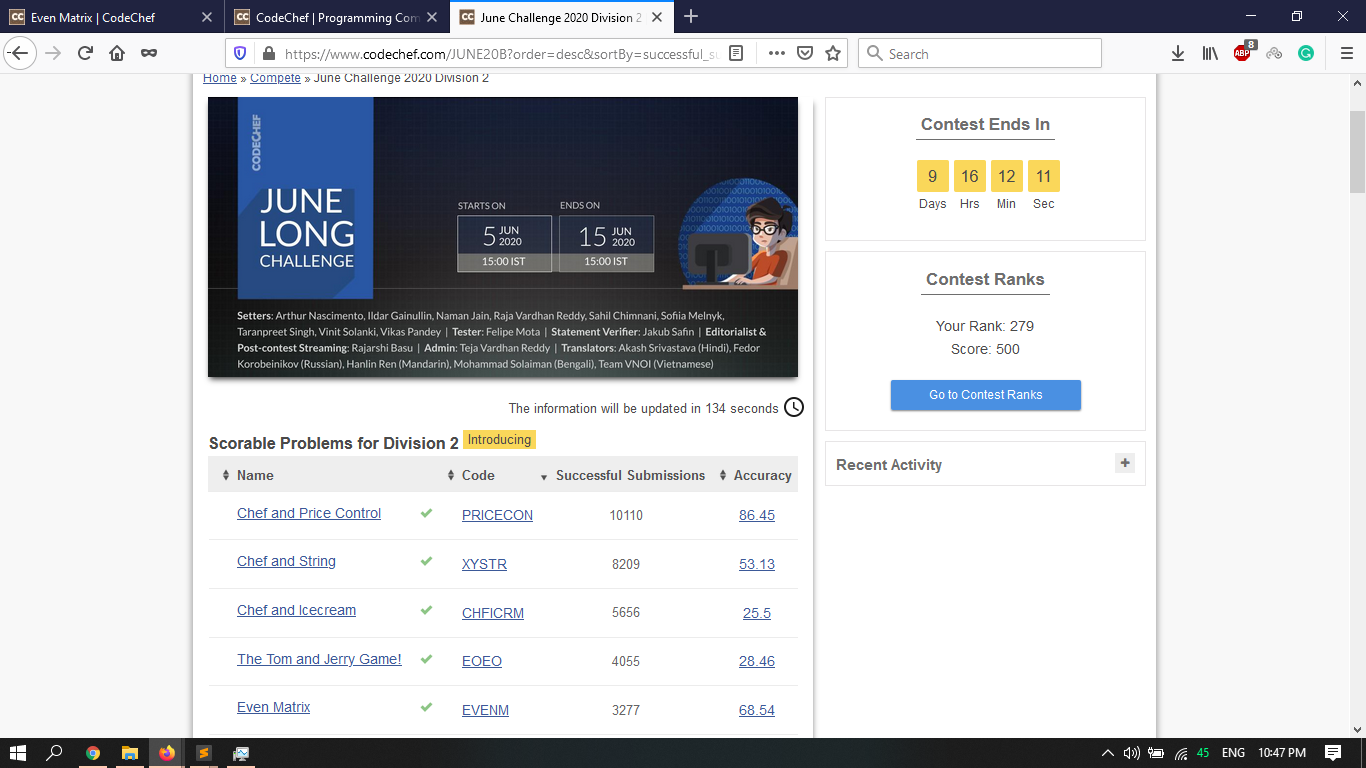 Even Matrix | CodeChef
CodeChef | Programming Com
June Challenge 2020 Division 2
https://www.codechef.com/JUNE20B?order=desc&sortBy=successful_su
Search
ABP
8
Home » Compete » June Challenge 2020 Division 2
CODECHEF
JUNE
LONG
CHALLENGE
STARTS ON
5 JUN
2020
15:00 IST
ENDS ON
15 JUN
2020
15:00 IST
Setters: Arthur Nascimento, Ildar Gainullin, Naman Jain, Raja Vardhan Reddy, Sahil Chimnani, Sofiia Melnyk,
Taranpreet Singh, Vinit Solanki, Vikas Pandey | Tester: Felipe Mota | Statement Verifier: Jakub Safin | Editorialist &
Post-contest Streaming: Rajarshi Basu | Admin: Teja Vardhan Reddy | Translators: Akash Srivastava (Hindi), Fedor
Korobeinikov (Russian), Hanlin Ren (Mandarin), Mohammad Solaiman (Bengali), Team VNOI (Vietnamese)
The information will be updated in 134 seconds
Scorable Problems for Division 2 Introducing
Name Code Successful Submissions Accuracy
Chef and Price Control PRICECON 10110 86.45
Chef and String XYSTR 8209 53.13
Chef and Icecream CHFICRM 5656 25.5
The Tom and Jerry Game! EOEO 4055 28.46
Even Matrix EVENM 3277 68.54
Contest Ends In
9 16 12 11
Days Hrs Min Sec
Contest Ranks
Your Rank: 279
Score: 500
Go to Contest Ranks
Recent Activity
45 ENG 10:47 PM